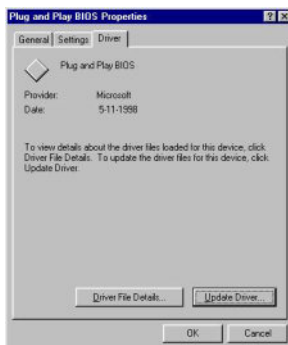 Plug and Play BIOS Properties
General Settings Driver
Plug and Play BIOS
Provider: Microsoft
Date: 5-11-1998
To view details about the driver files loaded for this device, click
Driver File Details. To update the driver files for this device, click
Update Driver.
Driver File Details... Update Driver...
OK Cancel